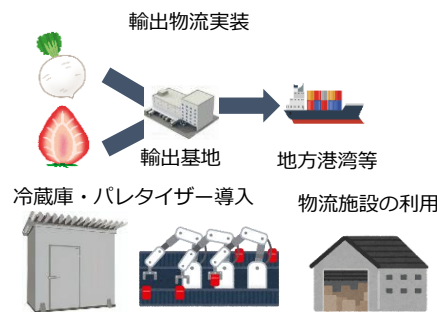 輸出物流実装
輸出基地
地方港湾等
冷蔵庫・パレタイザー導入
物流施設の利用